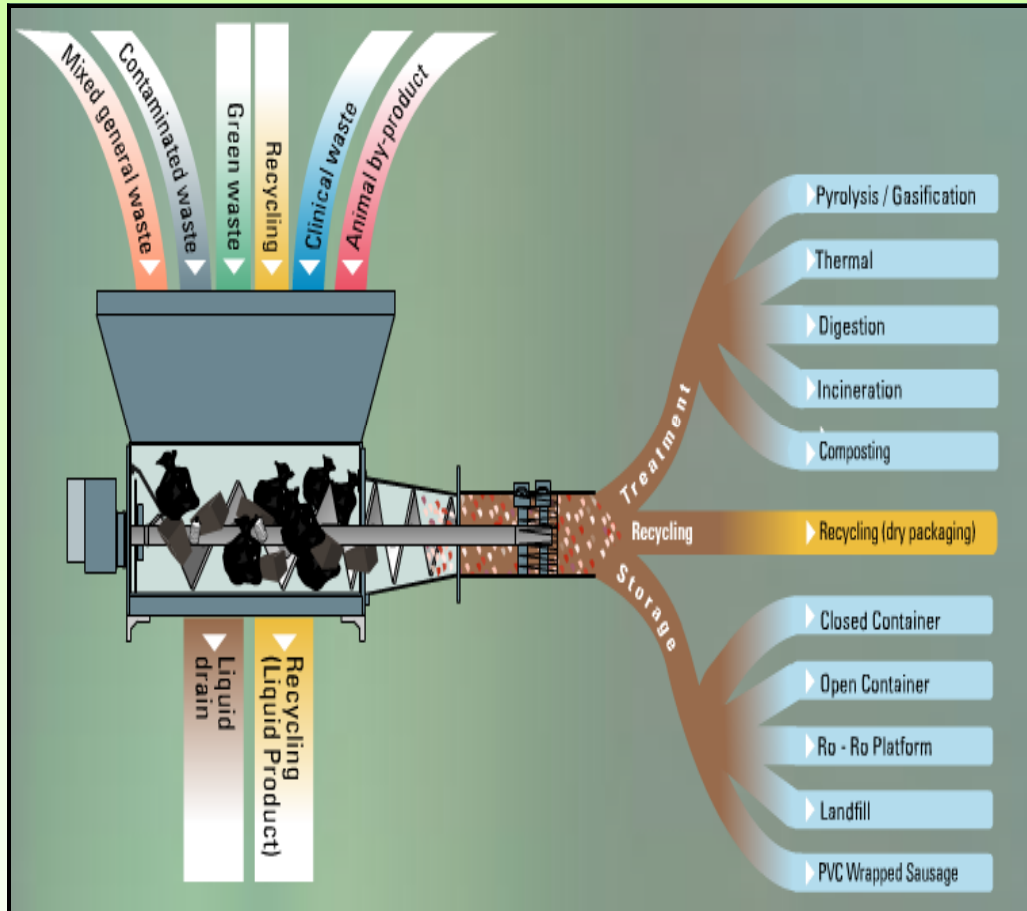 Mixed general waste
Contaminated waste
Green waste
Recycling
Clinical waste
Animal by-product
Pyrolysis / Gasification
Thermal
Digestion
Incineration
Composting
Treatment
Recycling
Recycling (dry packaging)
Storage
Closed Container
Open Container
Ro - Ro Platform
Landfill
PVC Wrapped Sausage
Liquid
drain
Recycling
(Liquid Product)